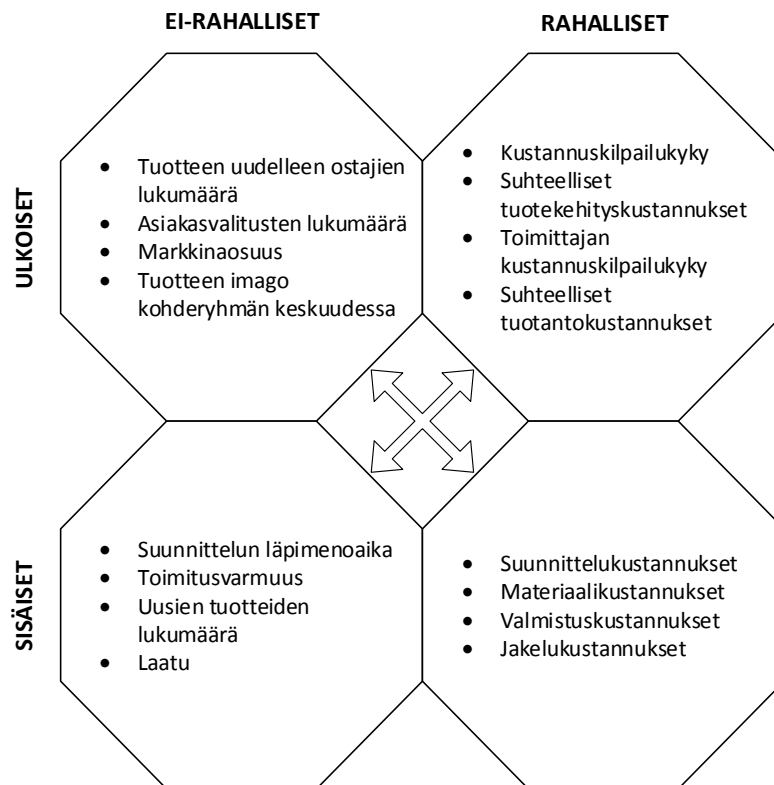 EI-RAHALLISET
RAHALLISET
ULKOISET
• Tuotteen uudelleen ostajien
lukumäärä
• Asiakasvalitusten lukumäärä
• Markkinaosuus
• Tuotteen imago
kohderyhmän keskuudessa
• Kustannuskilpailukyky
• Suhteelliset
tuotekehityskustannukset
• Toimittajan
kustannuskilpailukyky
• Suhteelliset
tuotantokustannukset
SISÄISET
• Suunnittelun läpimenoaika
• Toimitusvarmuus
• Uusien tuotteiden
lukumäärä
• Laatu
• Suunnittelukustannukset
• Materiaalikustannukset
• Valmistuskustannukset
• Jakelukustannukset